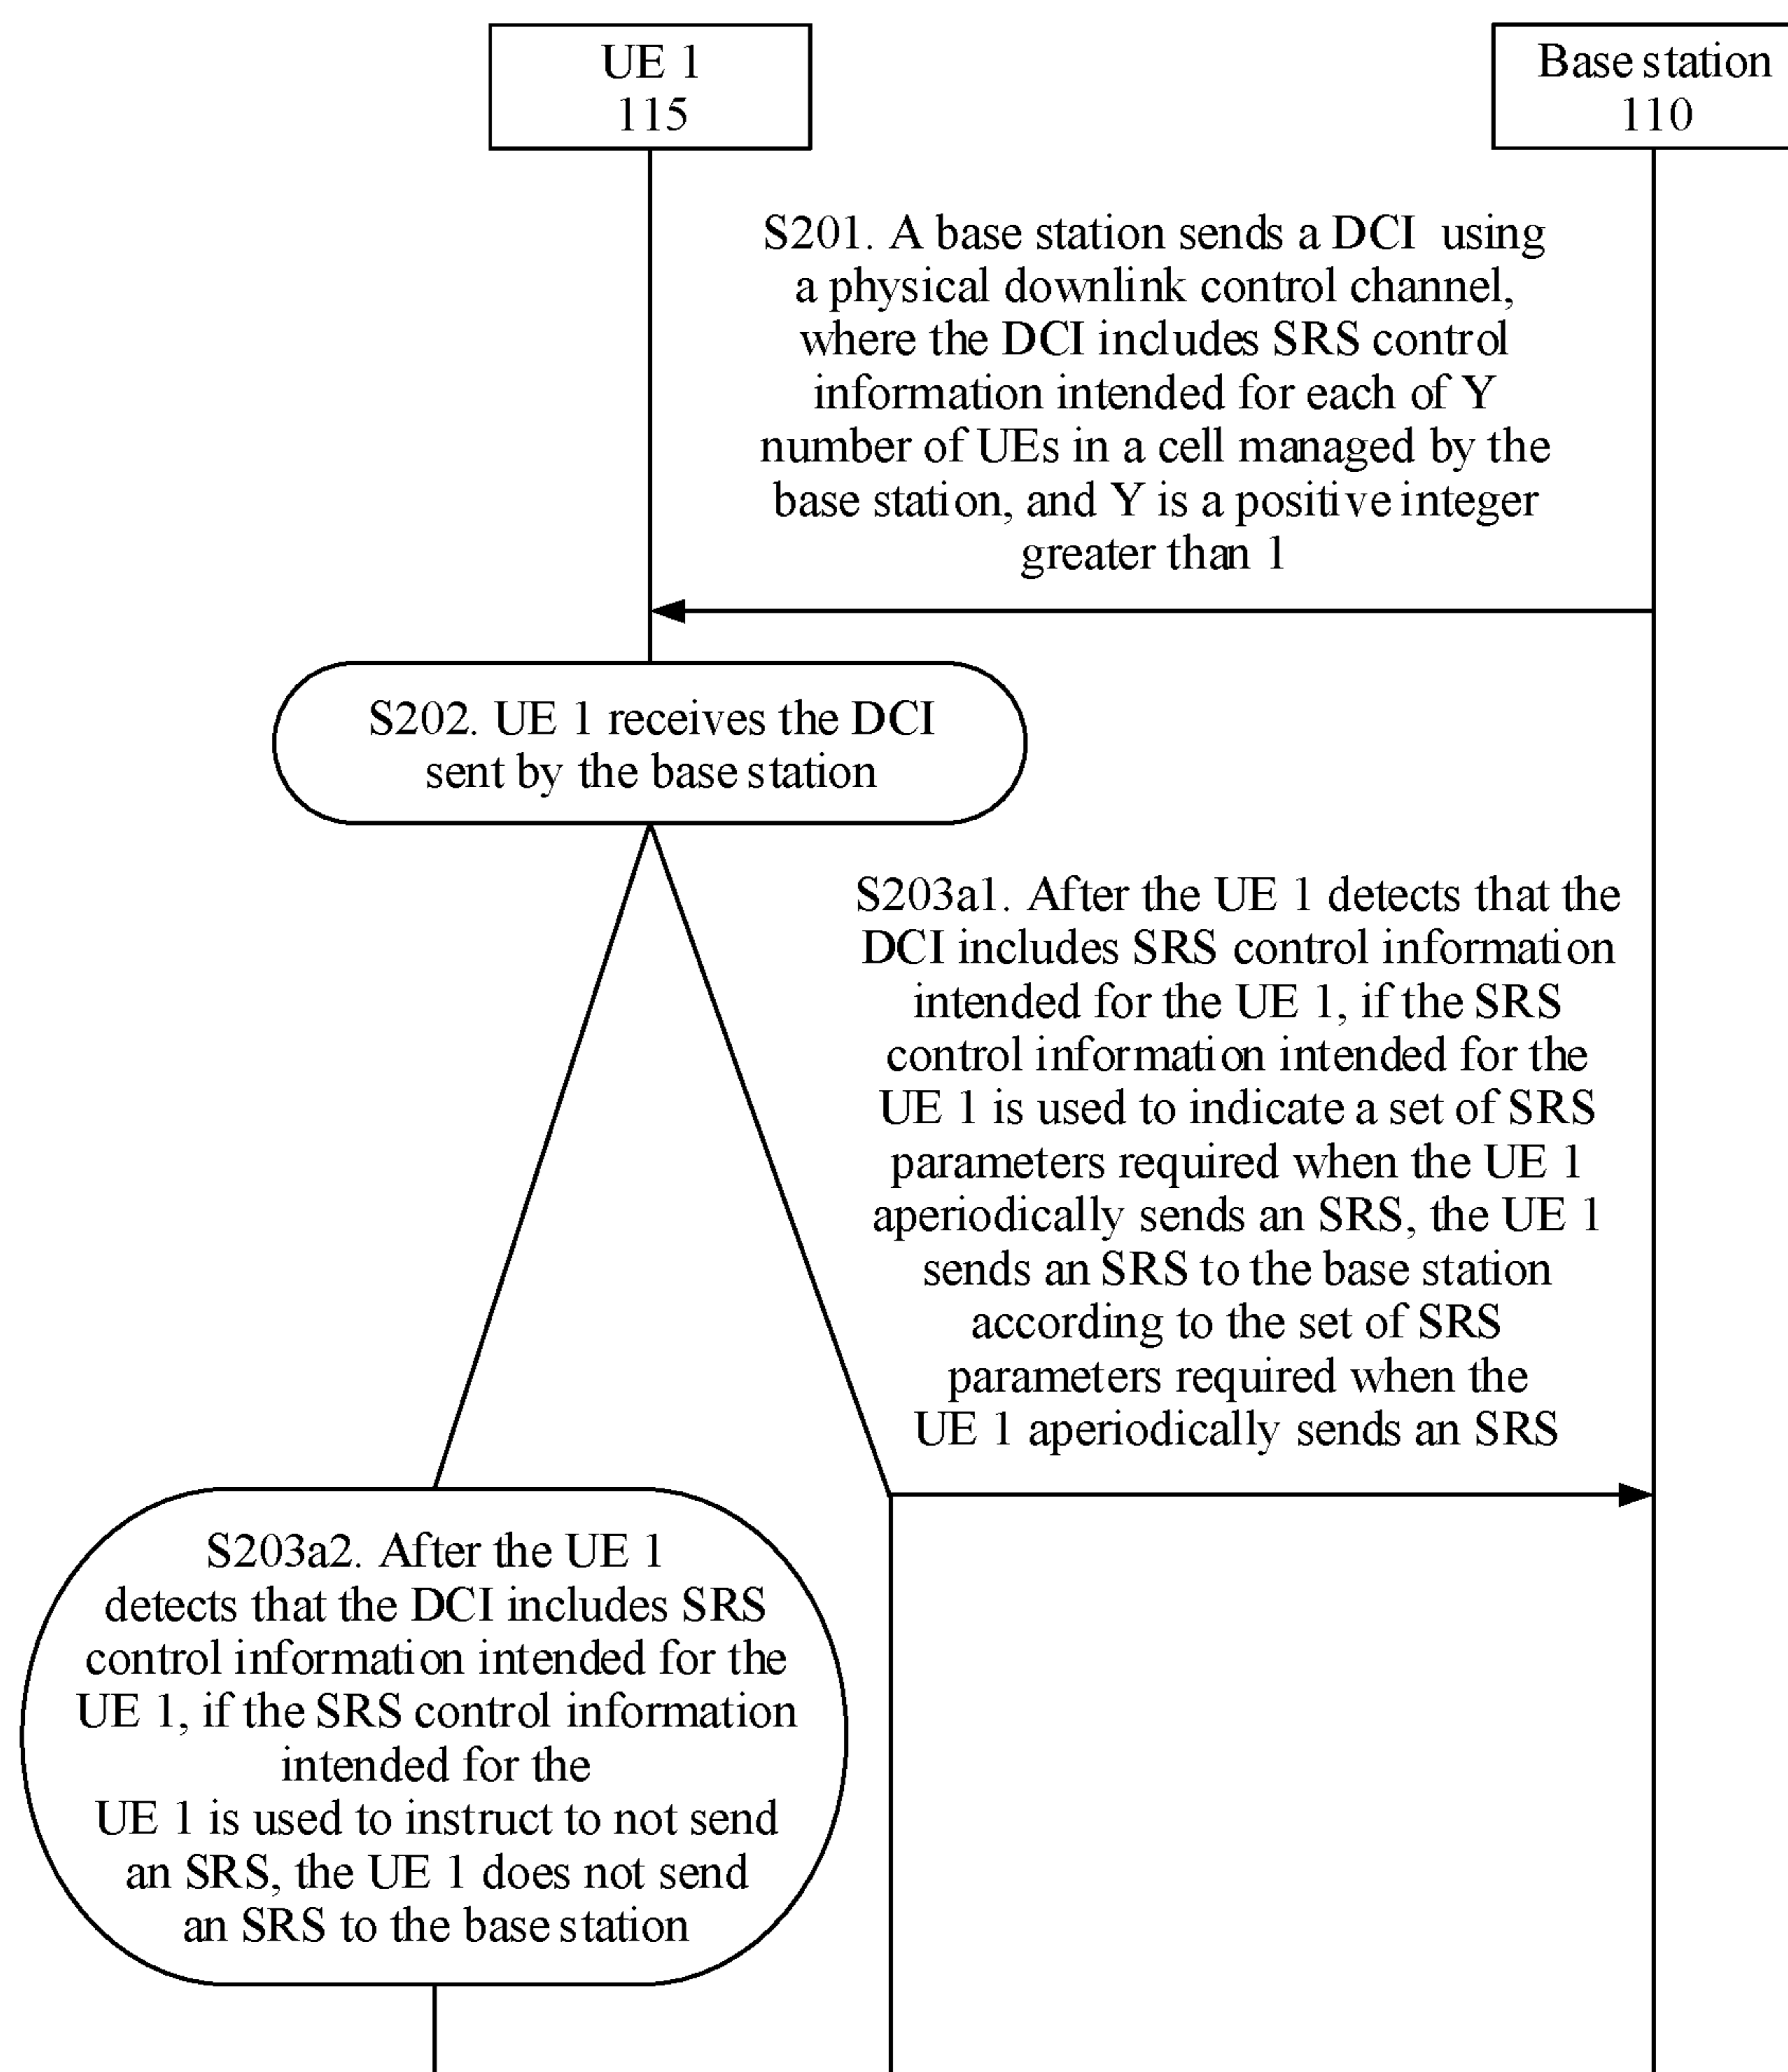 UE 1
115
Base station
110
S201. A base station sends a DCI using
a physical downlink control channel,
where the DCI includes SRS control
information intended for each of Y
number of UEs in a cell managed by the
base station, and Y is a positive integer
greater than 1
S202. UE 1 receives the DCI
sent by the base station
S203a1. After the UE 1 detects that the
DCI includes SRS control information
intended for the UE 1, if the SRS
control information intended for the
UE 1 is used to indicate a set of SRS
parameters required when the UE 1
aperiodically sends an SRS, the UE 1
sends an SRS to the base station
according to the set of SRS
parameters required when the
UE 1 aperiodically sends an SRS
S203a2. After the UE 1
detects that the DCI includes SRS
control information intended for the
UE 1, if the SRS control information
intended for the
UE 1 is used to instruct to not send
an SRS, the UE 1 does not send
an SRS to the base station